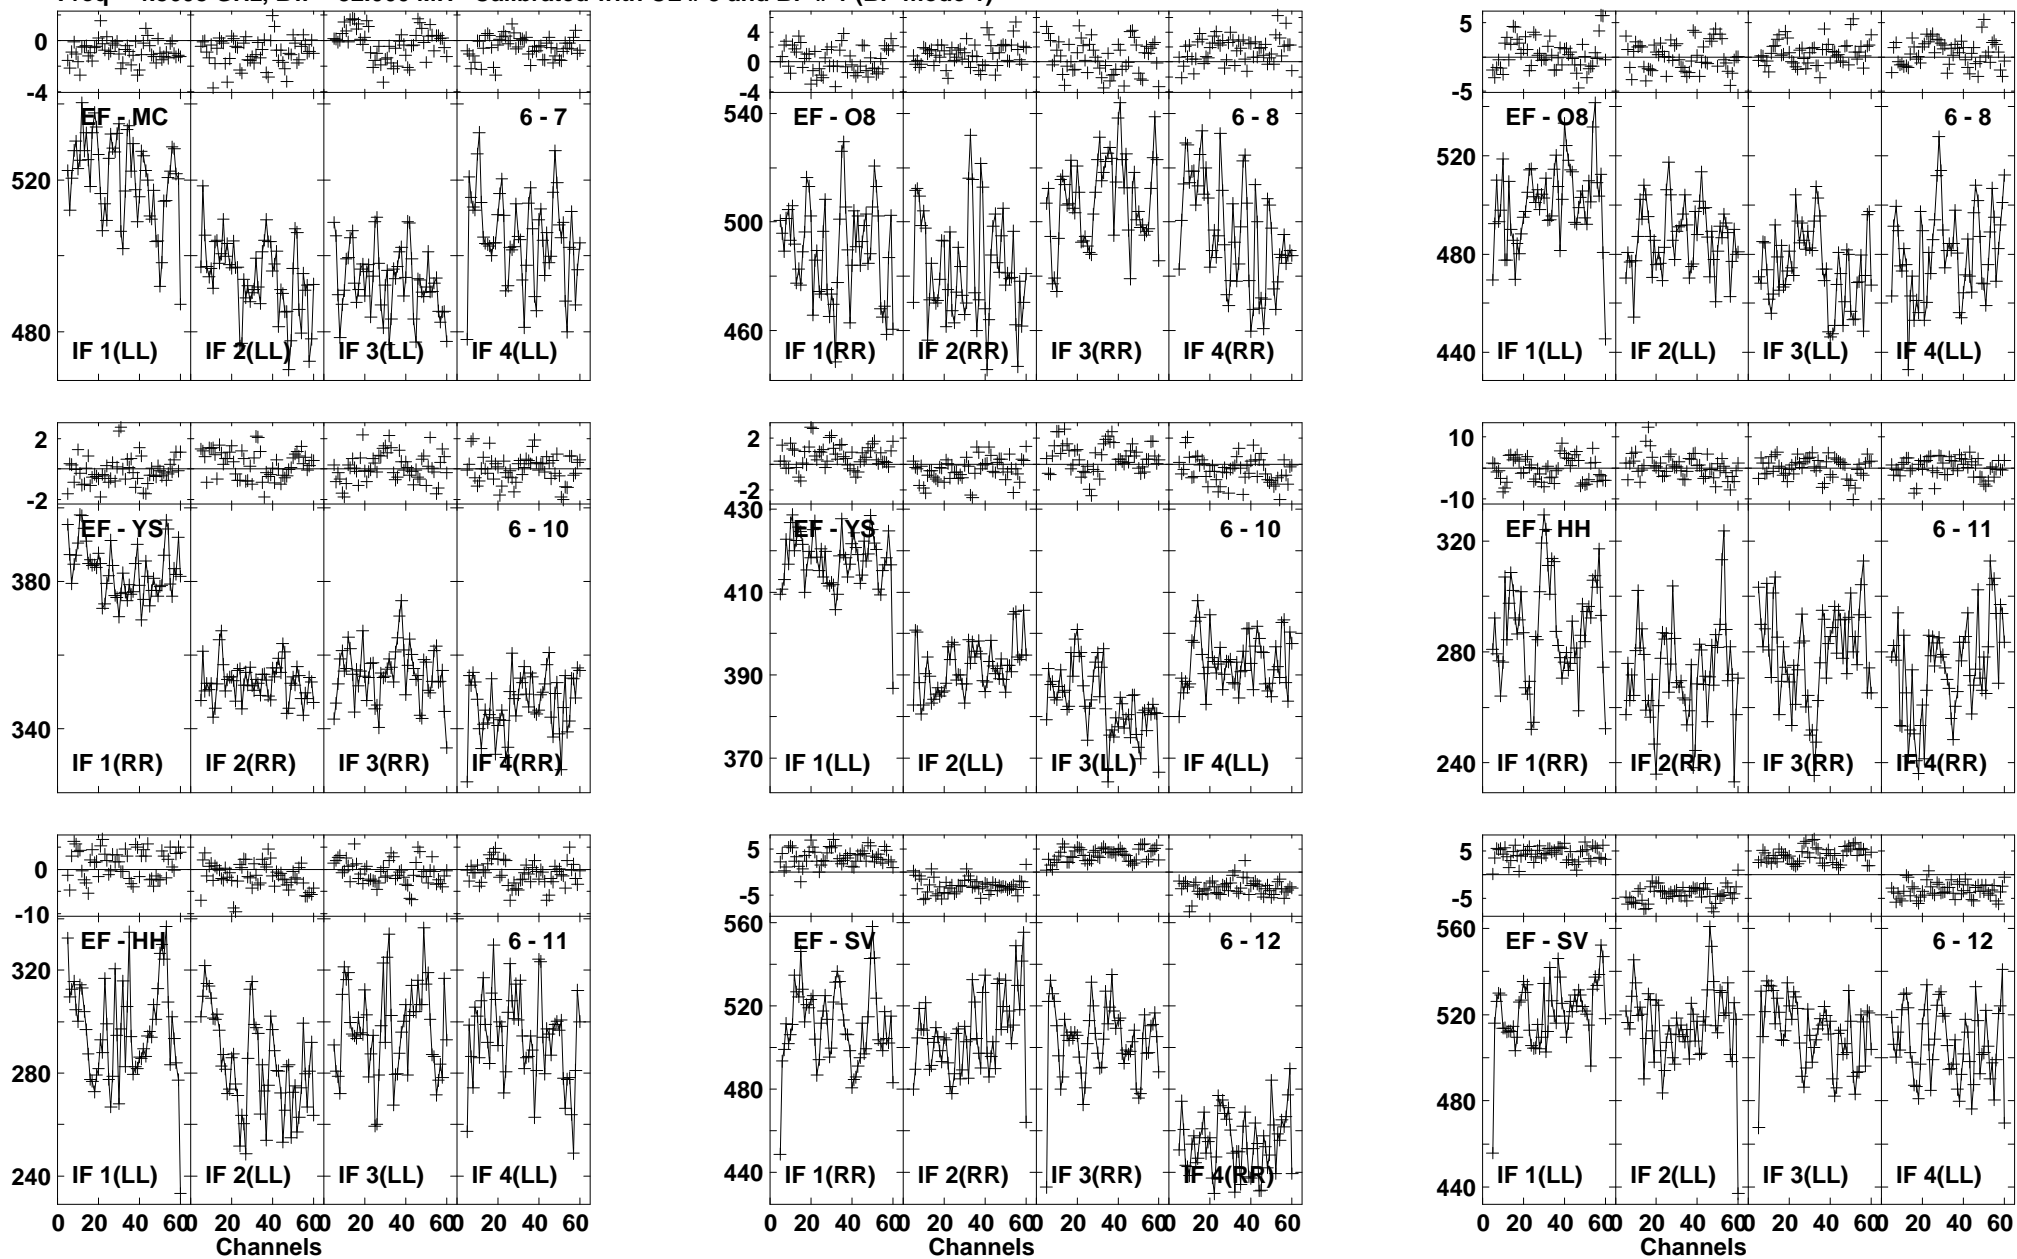 0
-4
EF - MC 6 - 7
520
480
IF 1(LL) IF 2(LL) IF 3(LL) IF 4(LL)
4
0
-4
EF - O8 6 - 8
540
500
460
IF 1(RR) IF 2(RR) IF 3(RR) IF 4(RR)
5
-5
EF - O8 6 - 8
520
480
440
IF 1(LL) IF 2(LL) IF 3(LL) IF 4(LL)
2
-2
EF - YS 6 - 10
380
340
IF 1(RR) IF 2(RR) IF 3(RR) IF 4(RR)
2
-2
430
EF - YS 6 - 10
410
390
370
IF 1(LL) IF 2(LL) IF 3(LL) IF 4(LL)
10
-10
EF - HH 6 - 11
320
280
240
IF 1(RR) IF 2(RR) IF 3(RR) IF 4(RR)
0
-10
EF - HH 6 - 11
320
280
240
IF 1(LL) IF 2(LL) IF 3(LL) IF 4(LL)
0 20 40 60 0 20 40 60 0 20 40 60 0 20 40 60
Channels
5
-5
560
EF - SV 6 - 12
520
480
440
IF 1(RR) IF 2(RR) IF 3(RR) IF 4(RR)
0 20 40 60 0 20 40 60 0 20 40 60 0 20 40 60
Channels
5
-5
560
EF - SV 6 - 12
520
480
440
IF 1(LL) IF 2(LL) IF 3(LL) IF 4(LL)
0 20 40 60 0 20 40 60 0 20 40 60 0 20 40 60
Channels